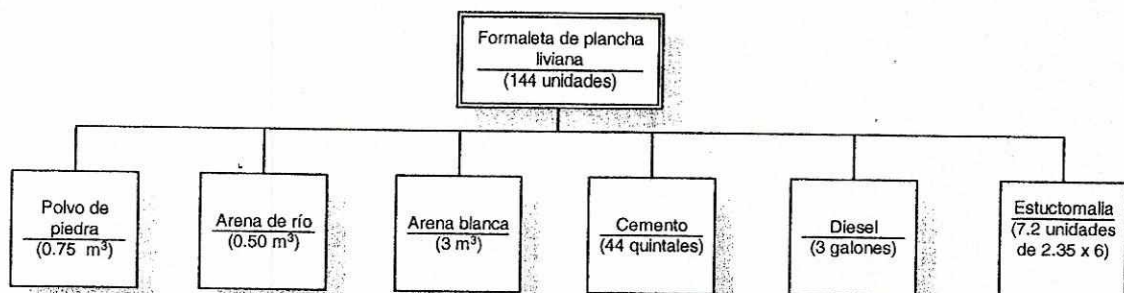 Formaleta de plancha
liviana
(144 unidades)
Polvo de
piedra
(0.75 m³)
Arena de río
(0.50 m³)
Arena blanca
(3 m³)
Cemento
(44 quintales)
Diesel
(3 galones)
Estuctomalia
(7.2 unidades
de 2.35 x 6)